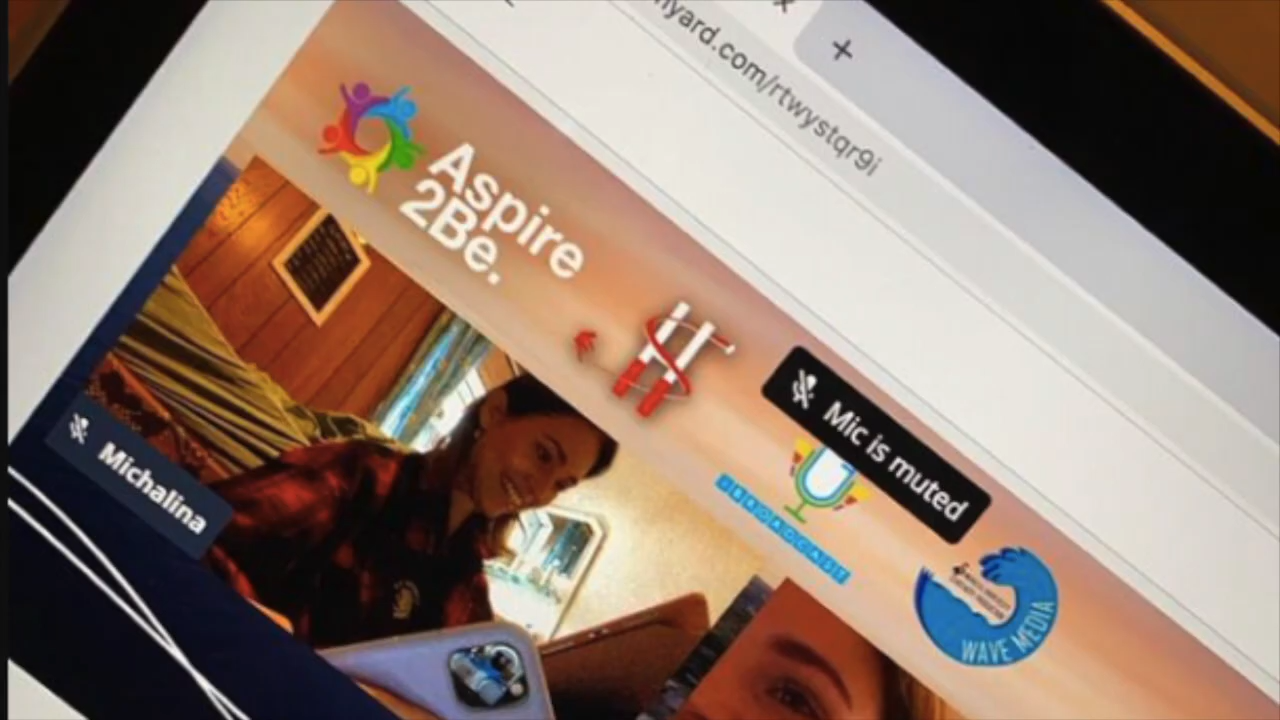 nyard.com/rtwystqr9i
Aspire
2Be.
Mic is muted
Michalina
WAVE MEDIA